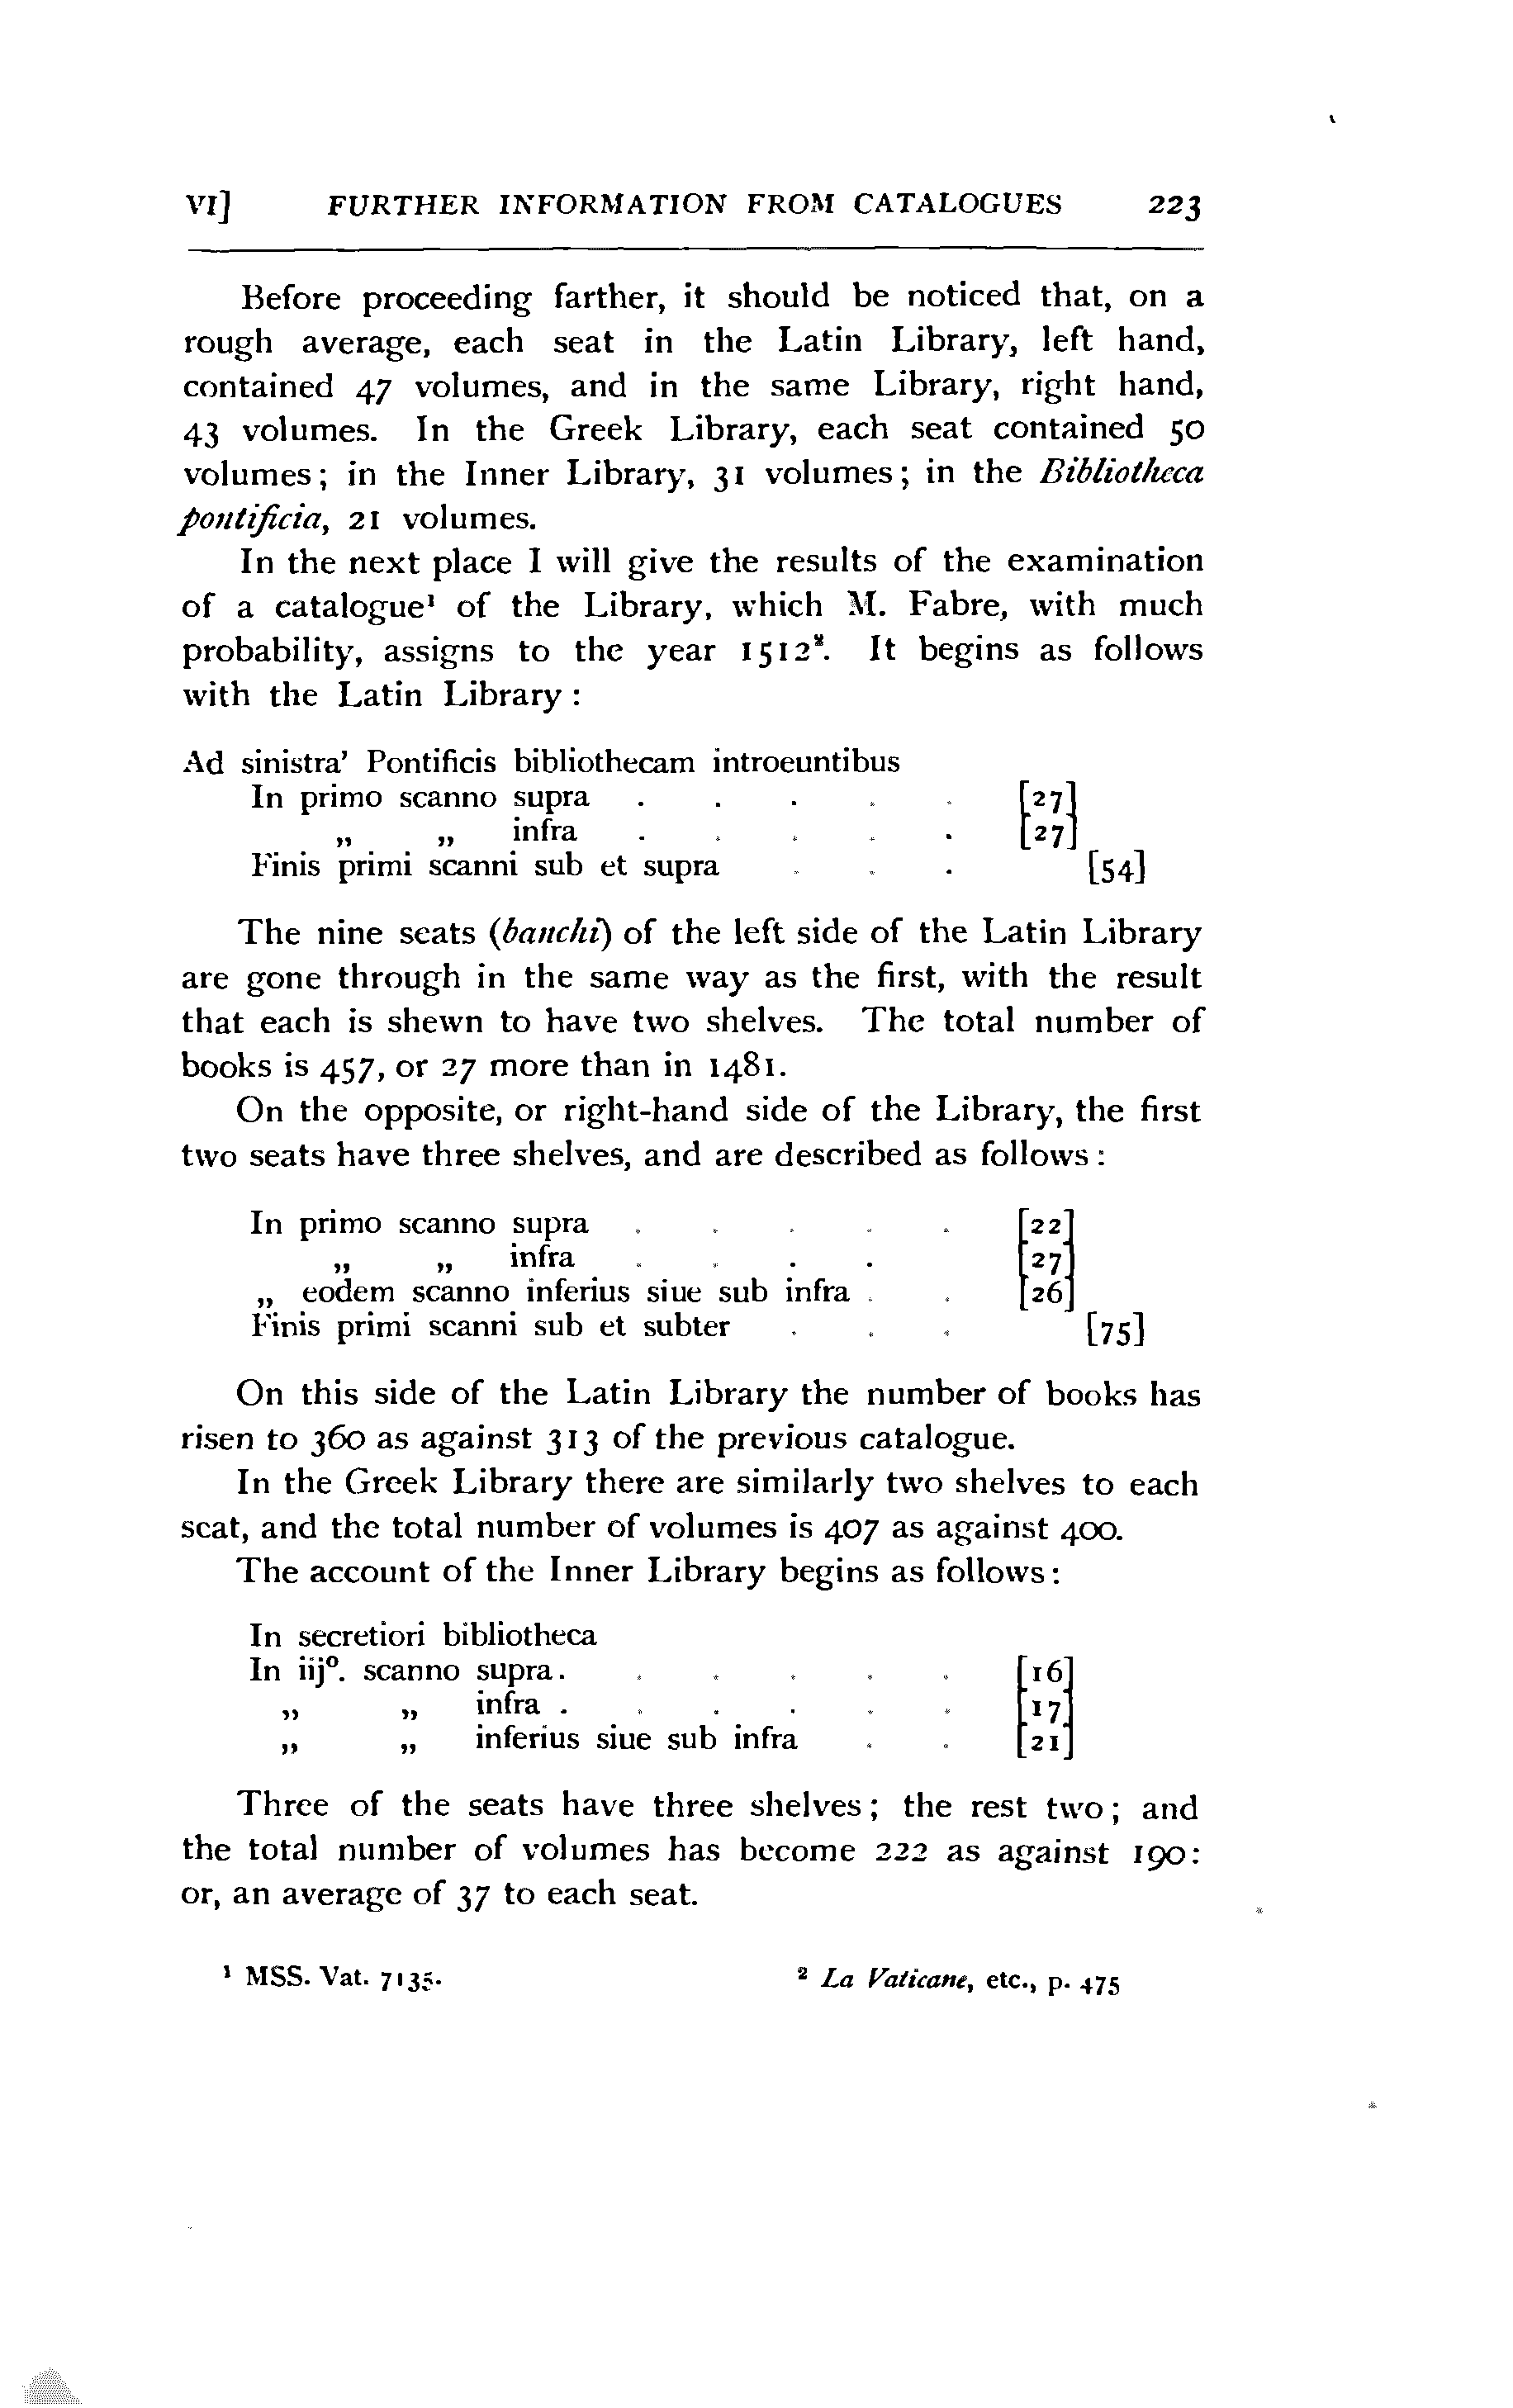 VI] FURTHER INFORMATION FROM CATALOGUES 223
Before proceeding farther, it should be noticed that, on a
rough average, each seat in the Latin Library, left hand,
contained 47 volumes, and in the same Library, right hand,
43 volumes. In the Greek Library, each seat contained 50
volumes; in the Inner Library, 31 volumes; in the Bibliotheca
pontificia, 21 volumes.
In the next place I will give the results of the examination
of a catalogue¹ of the Library, which M. Fabre, with much
probability, assigns to the year 1512². It begins as follows
with the Latin Library :
Ad sinistra' Pontificis bibliothecam introeuntibus
In primo scanno supra . . . . . [27]
„ „ infra . . . . . [27]
Finis primi scanni sub et supra . . . [54]
The nine seats (banchi) of the left side of the Latin Library
are gone through in the same way as the first, with the result
that each is shewn to have two shelves. The total number of
books is 457, or 27 more than in 1481.
On the opposite, or right-hand side of the Library, the first
two seats have three shelves, and are described as follows :
In primo scanno supra . . . . . [22]
„ „ infra . . . . [27]
„ eodem scanno inferius siue sub infra . . [26]
Finis primi scanni sub et subter . . . [75]
On this side of the Latin Library the number of books has
risen to 360 as against 313 of the previous catalogue.
In the Greek Library there are similarly two shelves to each
seat, and the total number of volumes is 407 as against 400.
The account of the Inner Library begins as follows:
In secretiori bibliotheca
In iijº. scanno supra . . . . . . [16]
„ „ infra . . . . . . [17]
„ „ inferius siue sub infra . . [21]
Three of the seats have three shelves; the rest two; and
the total number of volumes has become 222 as against 190:
or, an average of 37 to each seat.
¹ MSS. Vat. 7135. ² La Vaticane, etc., p. 475